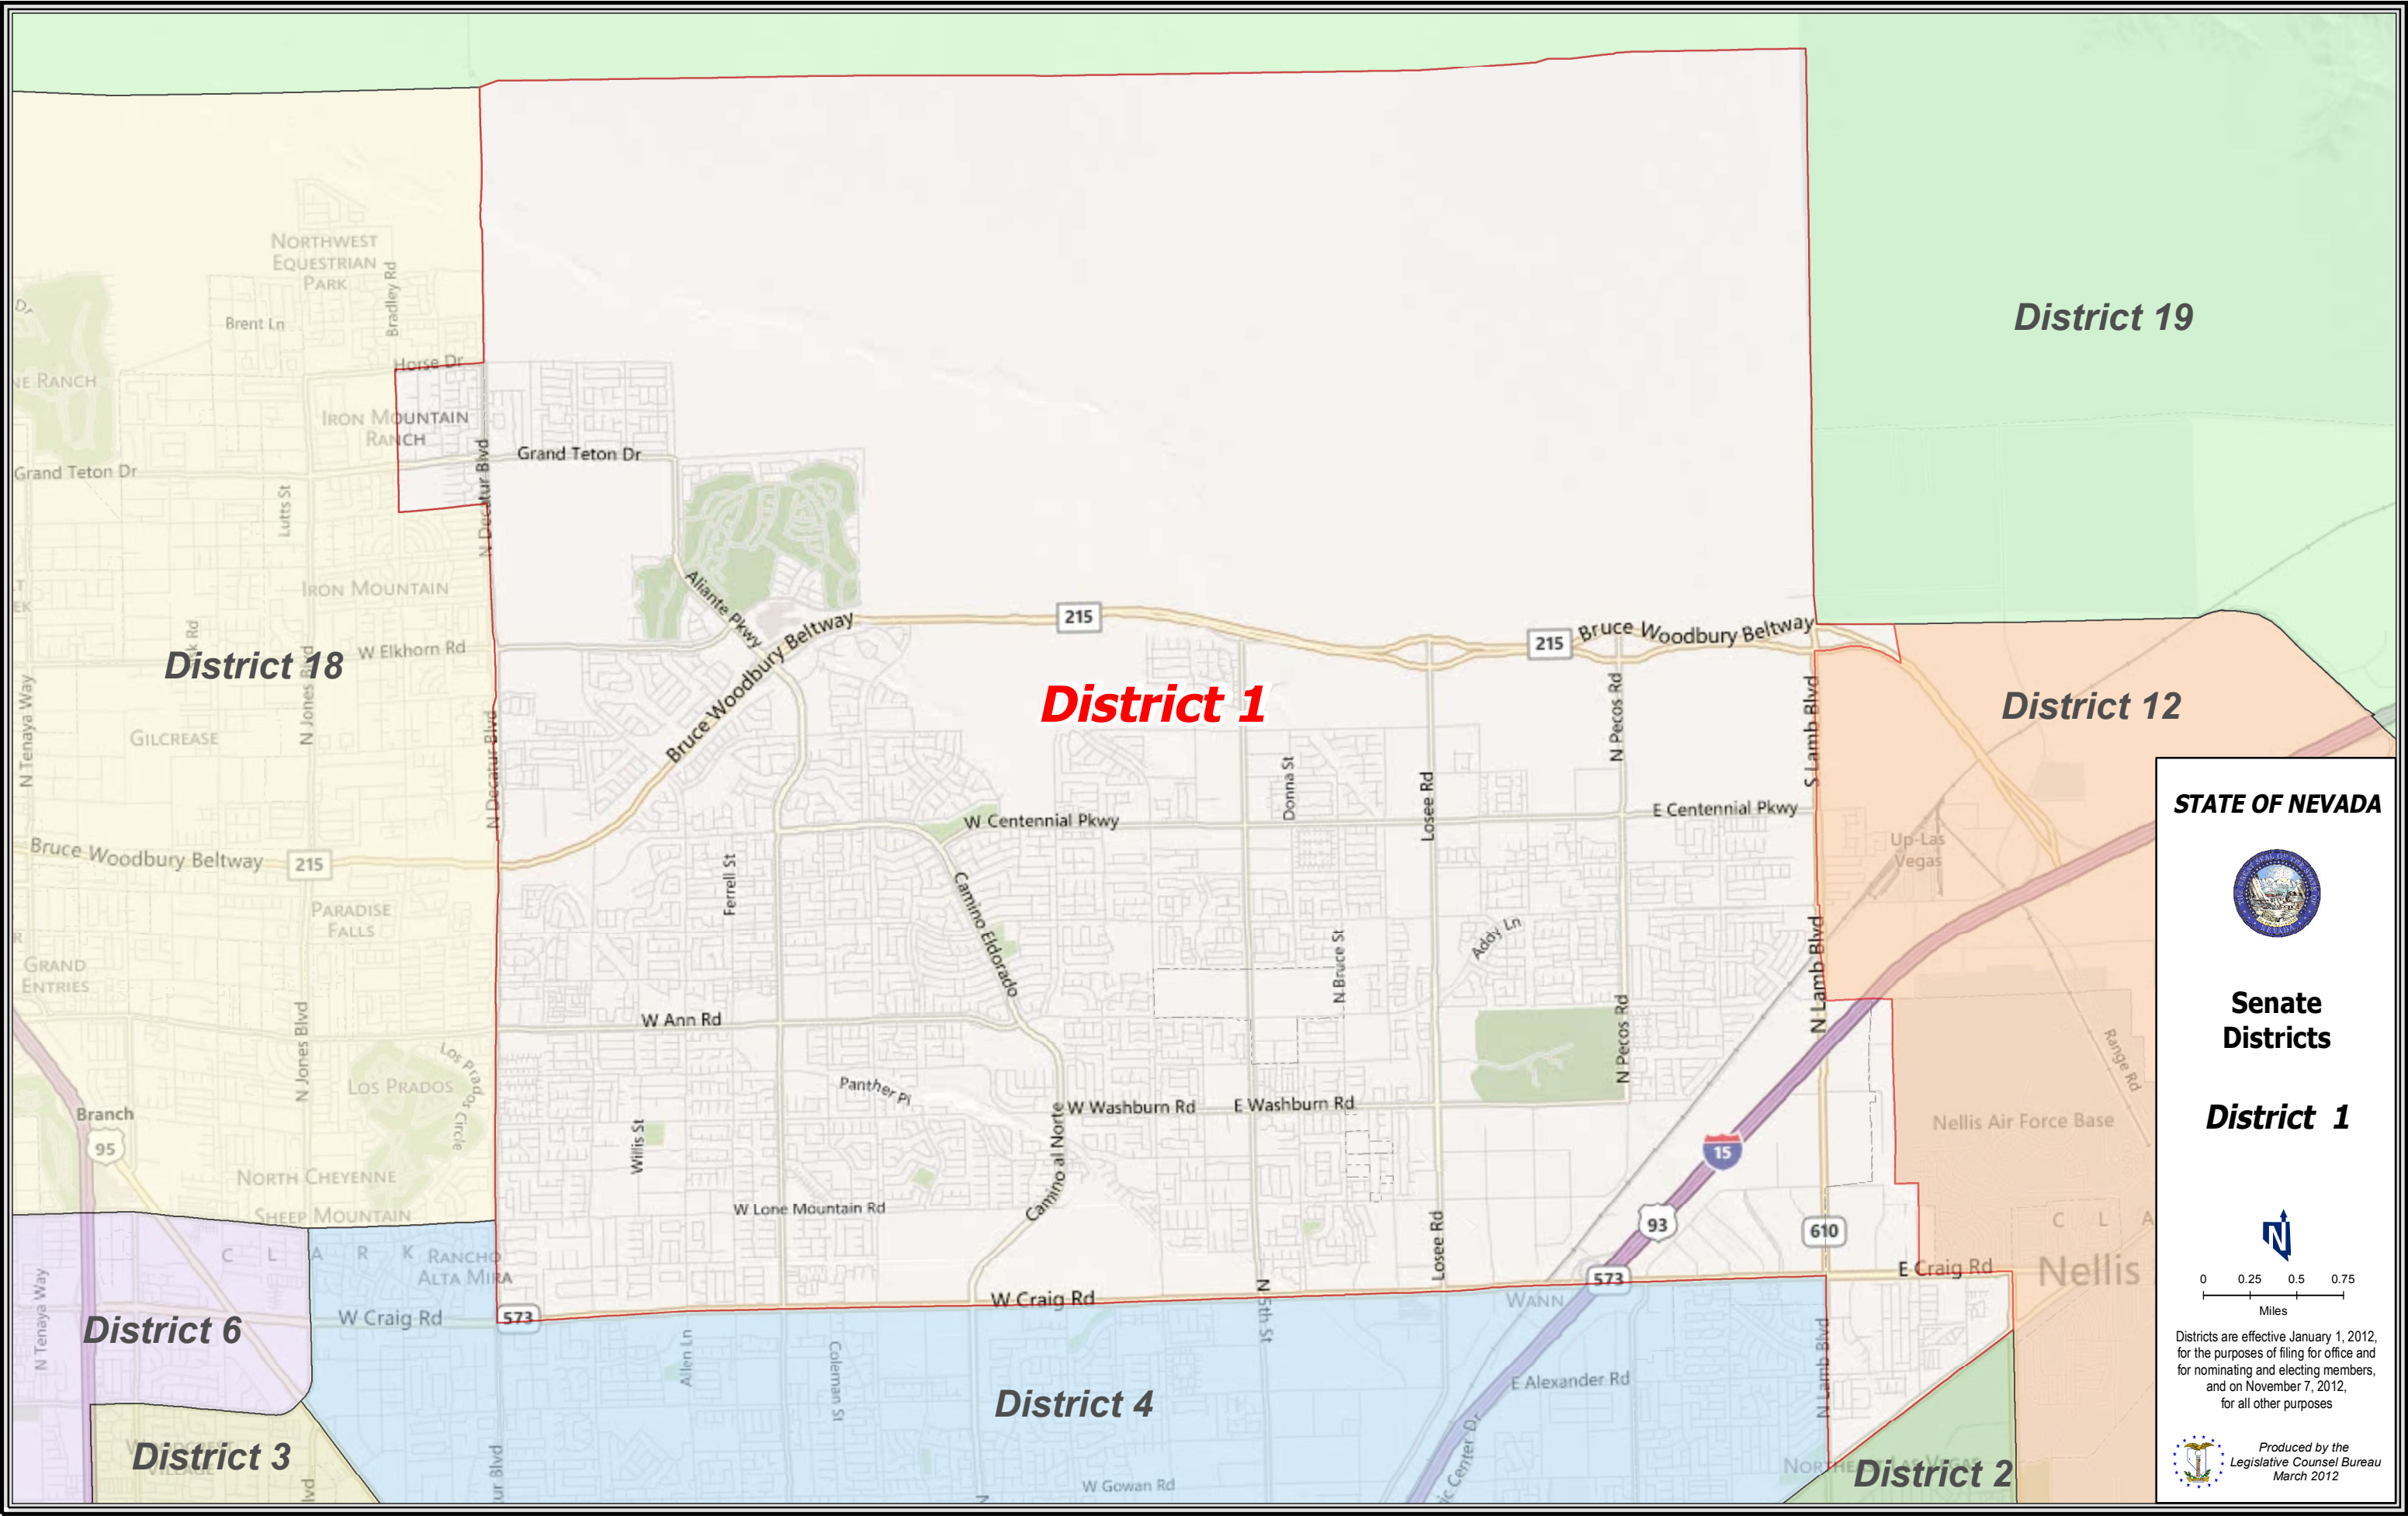 NORTHWEST
EQUESTRIAN
PARK
Bradley Rd
Brent Ln
Horse Dr
NE RANCH
IRON MOUNTAIN
RANCH
Grand Teton Dr
Grand Teton Dr
N Decatur Blvd
Lutts St
IRON MOUNTAIN
Aliante Pkwy
W Elkhorn Rd
District 18
N Jones Blvd
N Tenaya Way
GILCREASE
N Decatur Blvd
Bruce Woodbury Beltway
215
PARADISE
FALLS
GRAND
ENTRIES
N Jones Blvd
Los Prados Circle
LOS PRADOS
Branch
95
NORTH CHEYENNE
SHEEP MOUNTAIN
District 19
215
215
Bruce Woodbury Beltway
Bruce Woodbury Beltway
District 1
District 12
N Pecos Rd
S Lamb Blvd
Donna St
Losee Rd
W Centennial Pkwy
E Centennial Pkwy
Up-Las
Vegas
Ferrell St
Camino Eldorado
N Bruce St
Addy Ln
N Lamb Blvd
W Ann Rd
N Pecos Rd
Range Rd
Panther Pl
Willis St
W Washburn Rd
E Washburn Rd
Camino al Norte
Nellis Air Force Base
15
W Lone Mountain Rd
Losee Rd
93
610
C L A
Nellis
E Craig Rd
573
W Craig Rd
573
N 5th St
WANN
C L A R K
RANCHO
ALTA MIRA
W Craig Rd
N Tenaya Way
District 6
Allen Ln
Coleman St
District 4
E Alexander Rd
N Lamb Blvd
District 3
VILLAGE
lvd
ur Blvd
W Gowan Rd
N
ic Center Dr
District 2
STATE OF NEVADA
Senate
Districts
District 1
N
0 0.25 0.5 0.75
Miles
Districts are effective January 1, 2012,
for the purposes of filing for office and
for nominating and electing members,
and on November 7, 2012,
for all other purposes
Produced by the
Legislative Counsel Bureau
March 2012